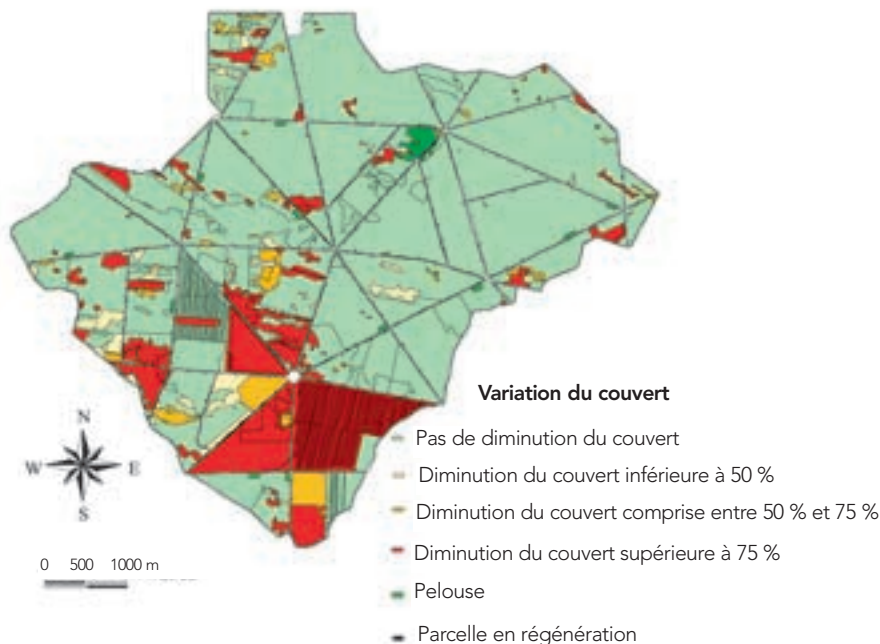 Variation du couvert
Pas de diminution du couvert
Diminution du couvert inférieure à 50 %
Diminution du couvert comprise entre 50 % et 75 %
Diminution du couvert supérieure à 75 %
Pelouse
Parcelle en régénération
N
W E
S
0 500 1000 m